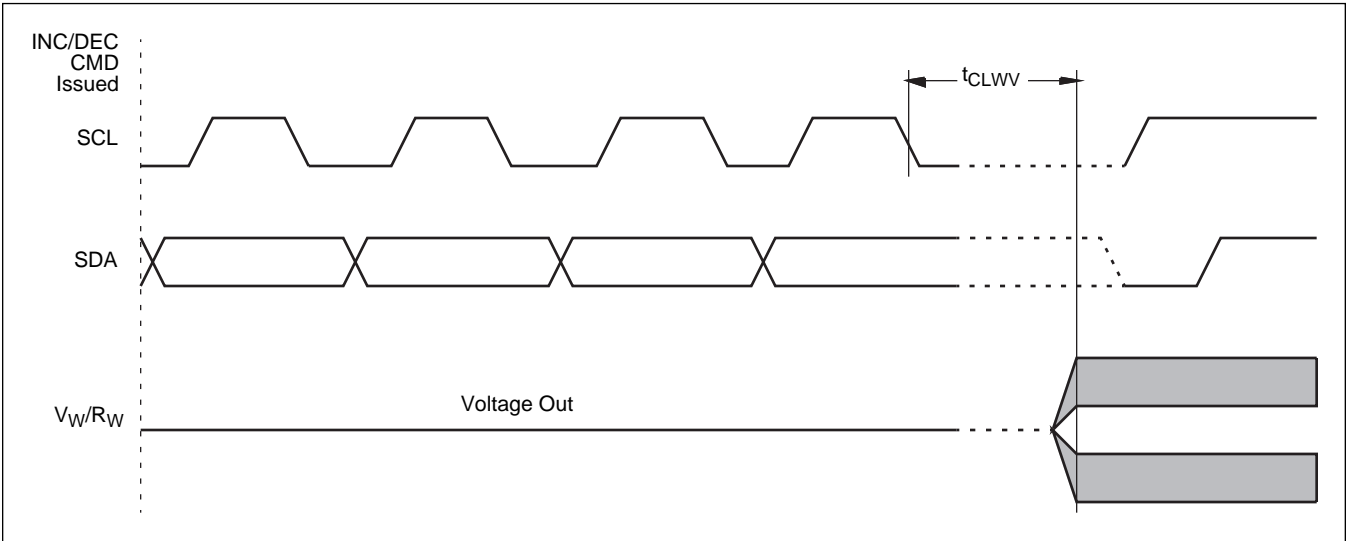 INC/DEC
CMD
Issued
tCLWV
SCL
SDA
Voltage Out
VW/RW